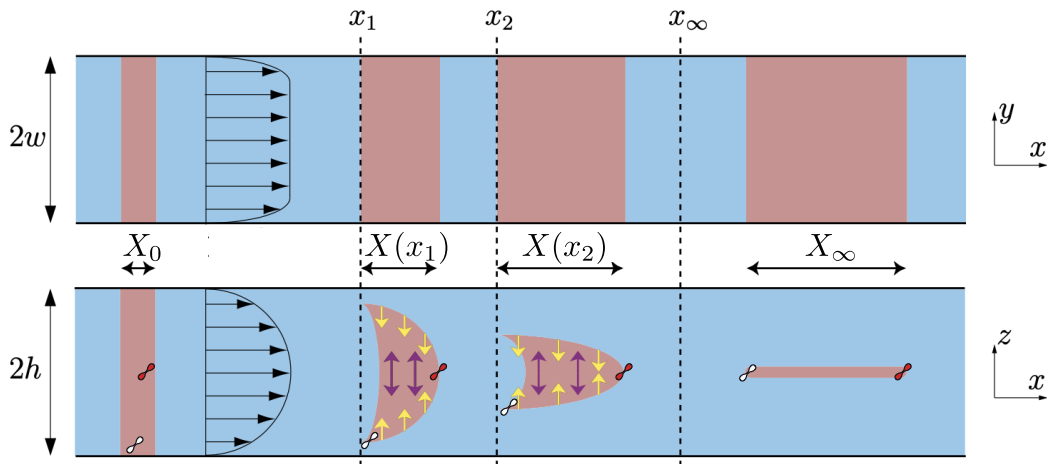 x₁ x₂ x∞
2w
y
x
X₀ X(x₁) X(x₂) X∞
2h
z
x